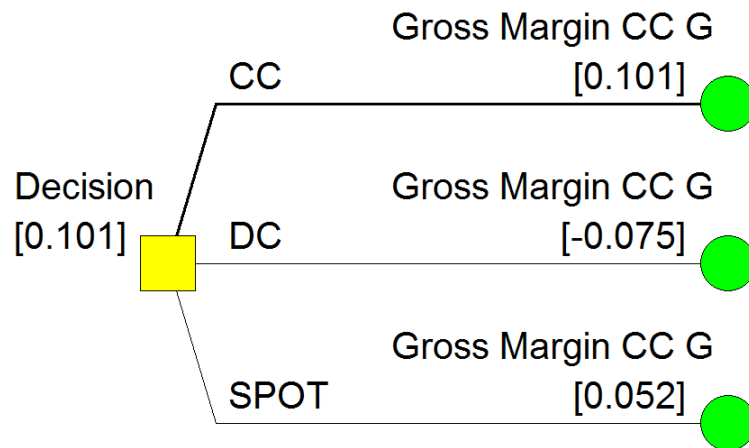 Gross Margin CC G
CC [0.101]
Decision Gross Margin CC G
[0.101] DC [-0.075]
Gross Margin CC G
SPOT [0.052]